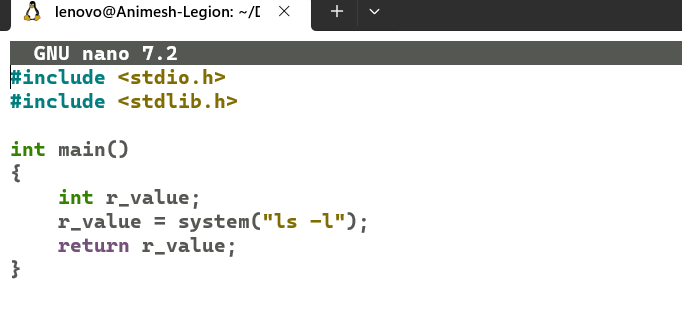 lenovo@Animesh-Legion: ~/D
GNU nano 7.2
#include <stdio.h>
#include <stdlib.h>
int main()
{
    int r_value;
    r_value = system("ls -l");
    return r_value;
}